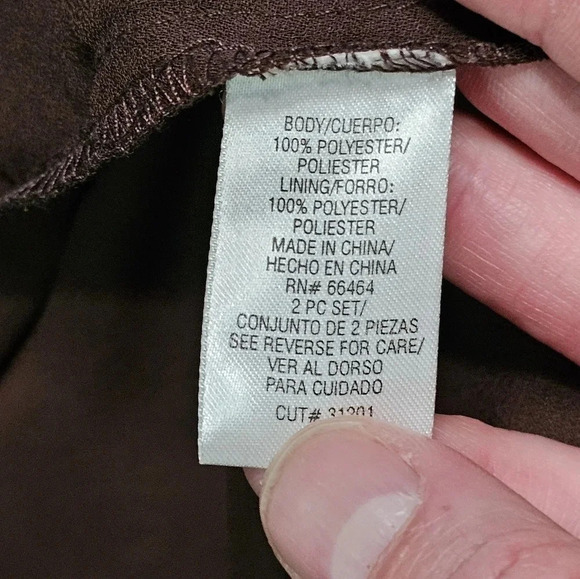 BODY/CUERPO:
100% POLYESTER/
POLIESTER
LINING/FORRO:
100% POLYESTER/
POLIESTER
MADE IN CHINA/
HECHO EN CHINA
RN# 66464
2 PC SET/
CONJUNTO DE 2 PIEZAS
SEE REVERSE FOR CARE/
VER AL DORSO
PARA CUIDADO
CUT#